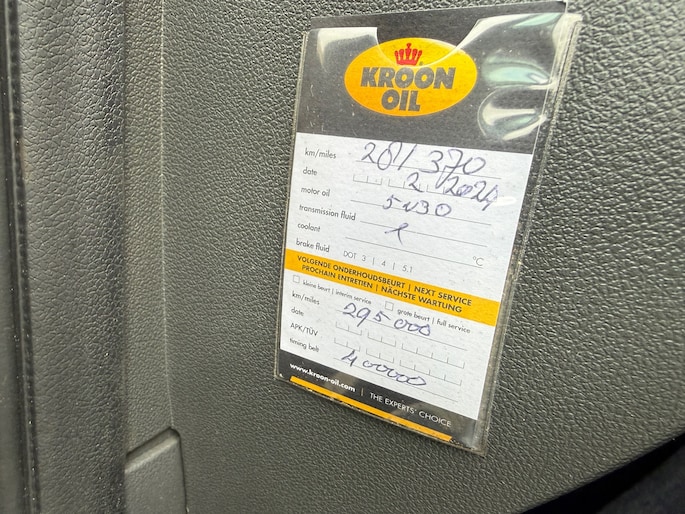 KROON
OIL
km/miles 281 370
date 2 2024
motor oil 5W30
transmission fluid
coolant °C
brake fluid DOT 3 | 4 | 5.1
VOLGENDE ONDERHOUDSBEURT | NEXT SERVICE
PROCHAIN ENTRETIEN | NÄCHSTE WARTUNG
kleine beurt | interim service grote beurt | full service
km/miles 295 000
date
APK/TÜV
timing belt 400000
www.kroon-oil.com | THE EXPERTS' CHOICE